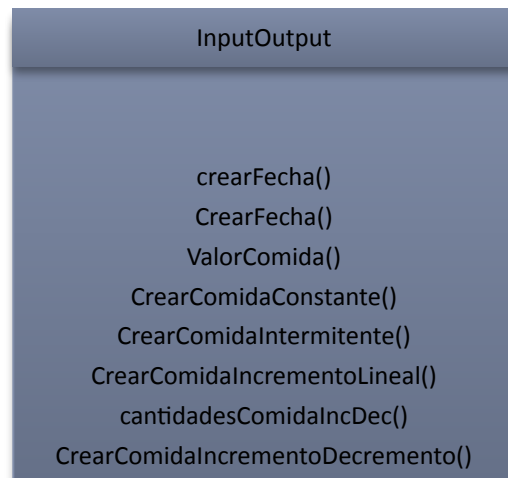 InputOutput
crearFecha()
CrearFecha()
ValorComida()
CrearComidaConstante()
CrearComidaIntermitente()
CrearComidaIncrementoLineal()
cantidadesComidaIncDec()
CrearComidaIncrementoDecremento()